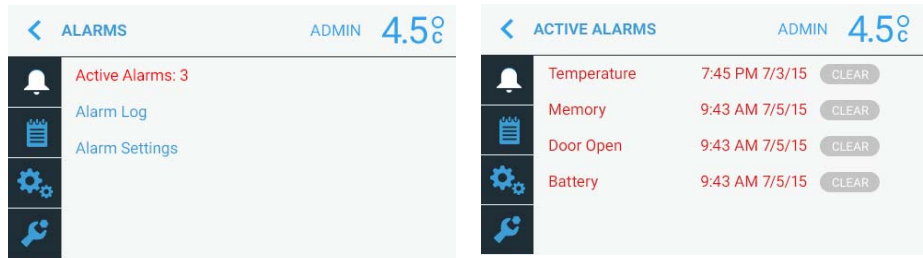 ALARMS ADMIN 4.5°C
Active Alarms: 3
Alarm Log
Alarm Settings
ACTIVE ALARMS ADMIN 4.5°C
Temperature 7:45 PM 7/3/15 CLEAR
Memory 9:43 AM 7/5/15 CLEAR
Door Open 9:43 AM 7/5/15 CLEAR
Battery 9:43 AM 7/5/15 CLEAR